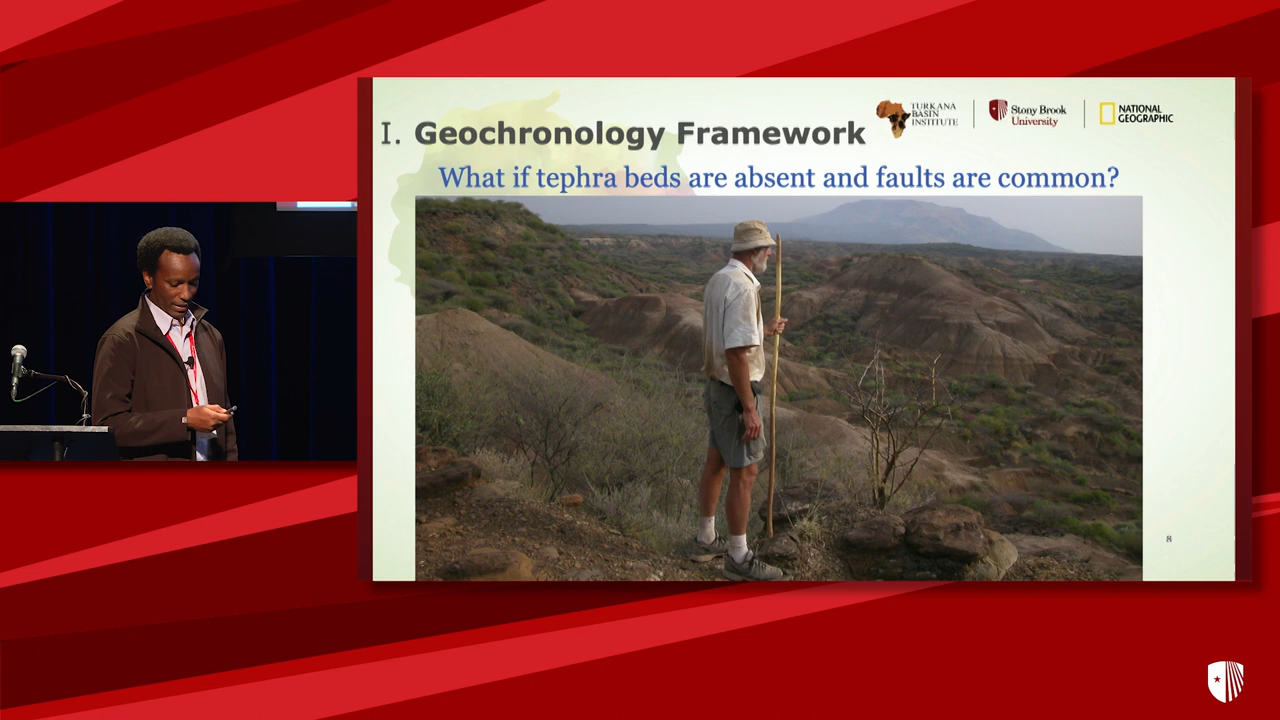 I. Geochronology Framework
TURKANA
BASIN
INSTITUTE
Stony Brook
University
NATIONAL
GEOGRAPHIC
What if tephra beds are absent and faults are common?
8